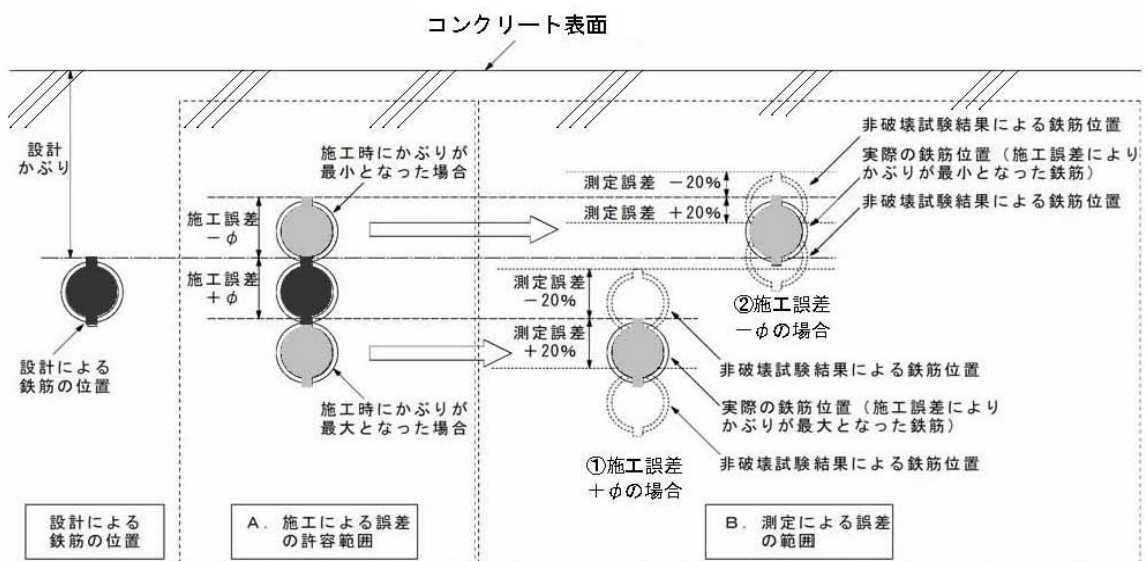 コンクリート表面
設計
かぶり
設計による
鉄筋の位置
施工時にかぶりが
最小となった場合
施工誤差
－φ
施工誤差
＋φ
施工時にかぶりが
最大となった場合
測定誤差 －20%
測定誤差 ＋20%
非破壊試験結果による鉄筋位置
実際の鉄筋位置（施工誤差により
かぶりが最小となった鉄筋）
非破壊試験結果による鉄筋位置
②施工誤差
－φの場合
測定誤差
－20%
測定誤差
＋20%
非破壊試験結果による鉄筋位置
実際の鉄筋位置（施工誤差により
かぶりが最大となった鉄筋）
非破壊試験結果による鉄筋位置
①施工誤差
＋φの場合
設計による
鉄筋の位置
A．施工による誤差
の許容範囲
B．測定による誤差
の範囲